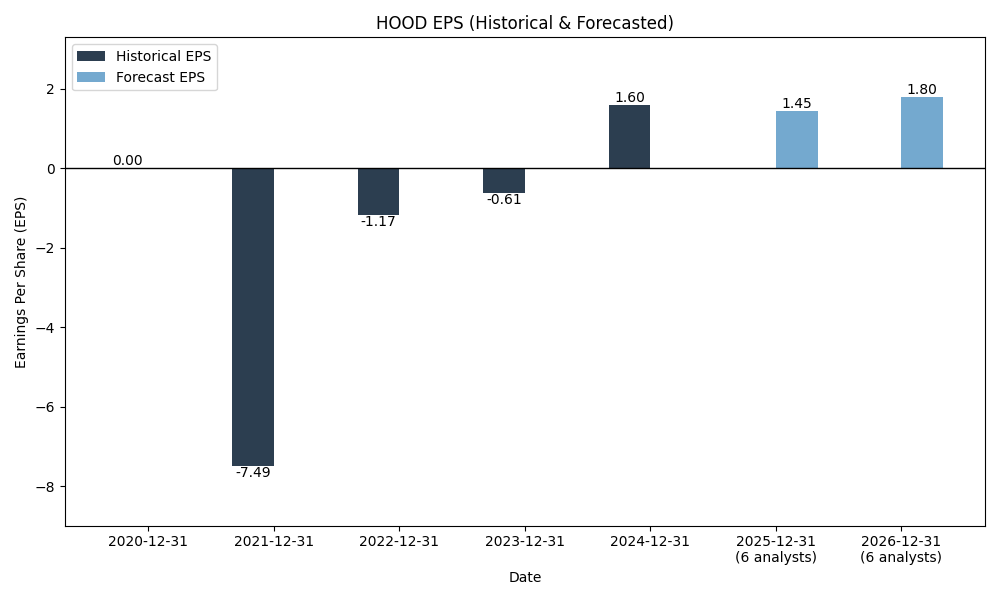 HOOD EPS (Historical & Forecasted)
Historical EPS
Forecast EPS
Earnings Per Share (EPS)
2
0
−2
−4
−6
−8
0.00
-7.49
-1.17
-0.61
1.60
1.45
1.80
2020-12-31
2021-12-31
2022-12-31
2023-12-31
2024-12-31
2025-12-31
(6 analysts)
2026-12-31
(6 analysts)
Date